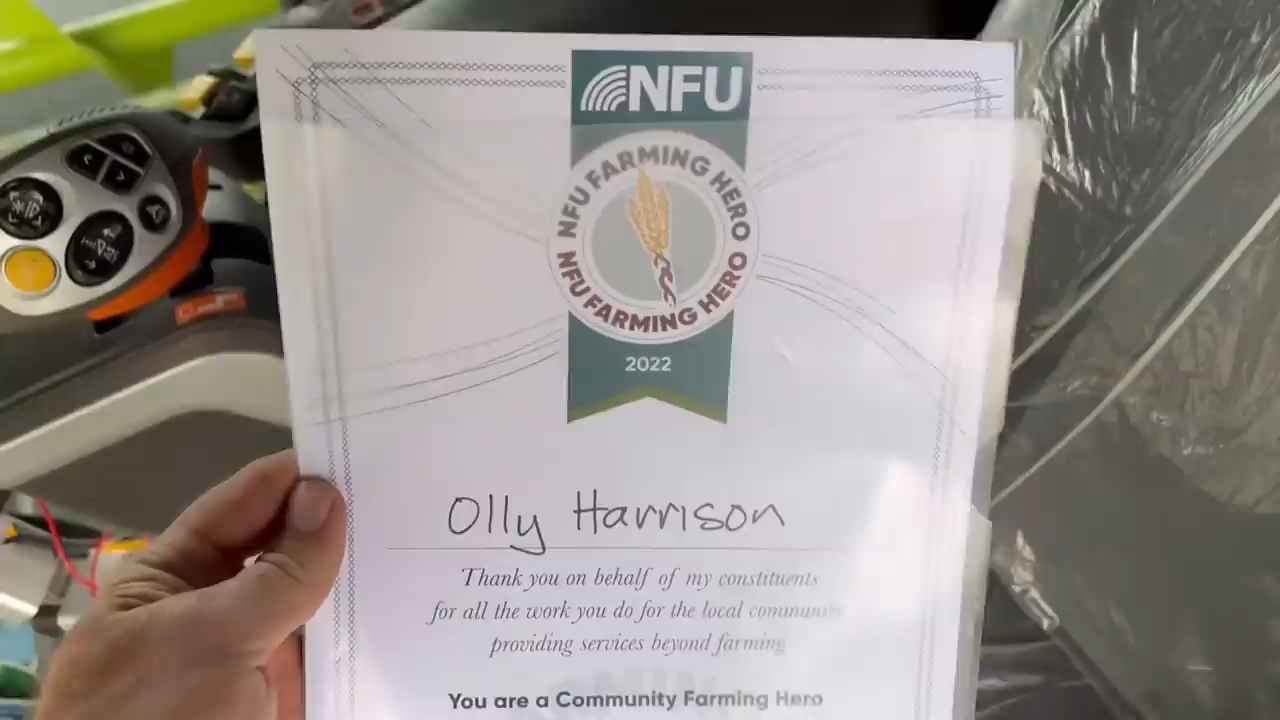 NFU
NFU FARMING HERO
NFU FARMING HERO
2022
Olly Harrison
Thank you on behalf of my constituents
for all the work you do for the local community
providing services beyond farming
You are a Community Farming Hero